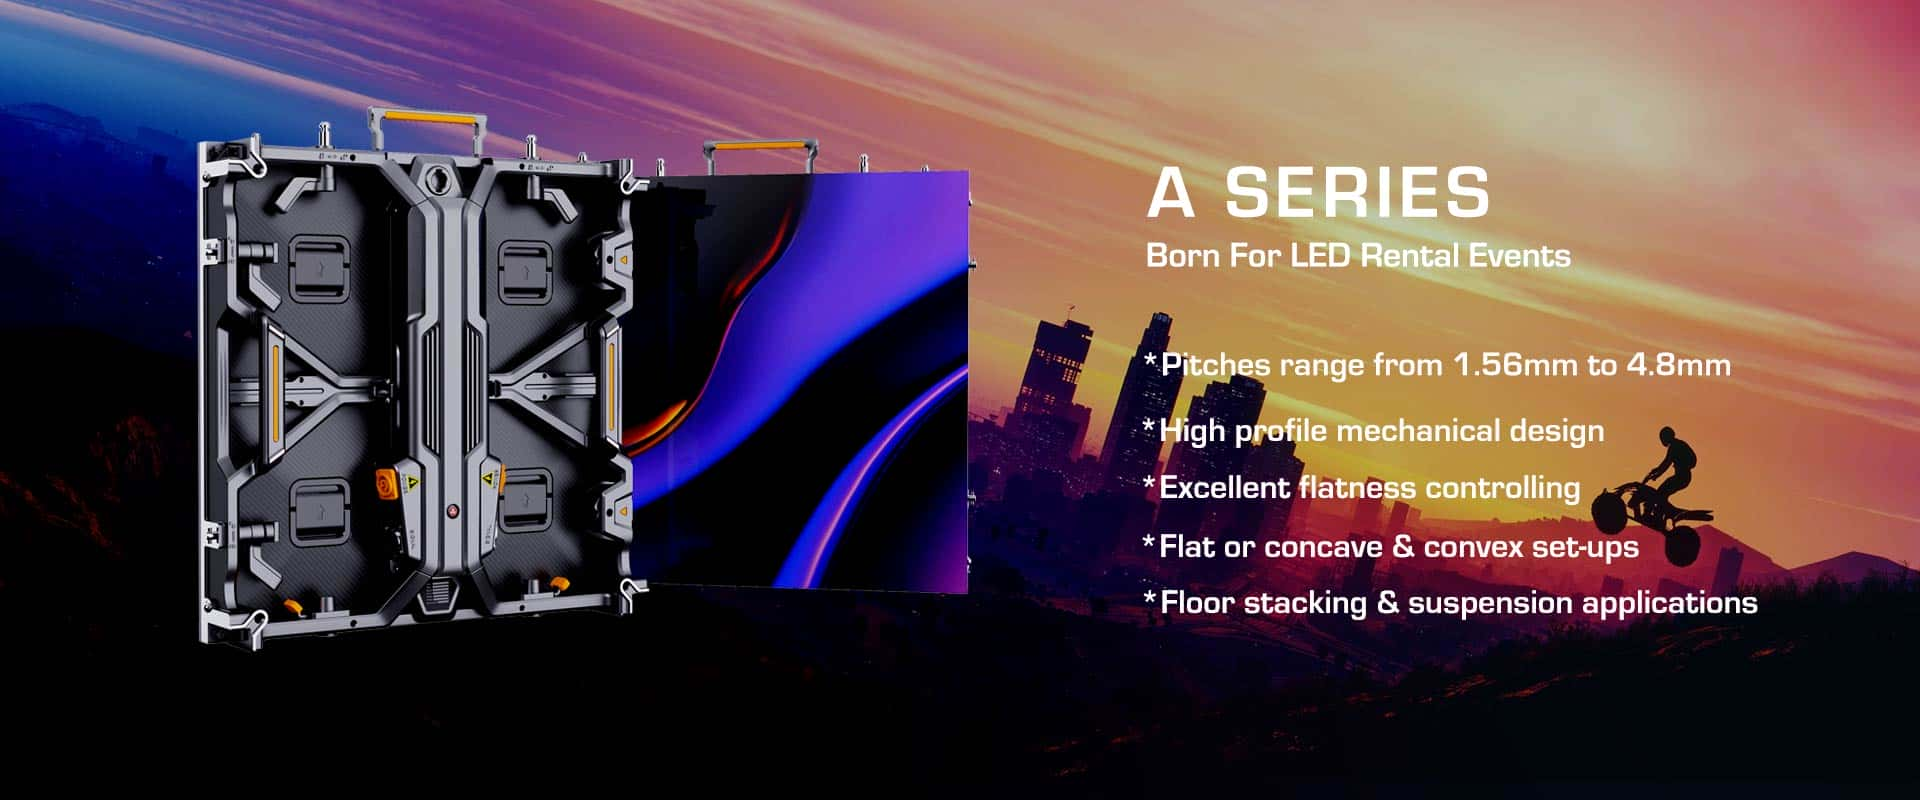 A SERIES
Born For LED Rental Events
*Pitches range from 1.56mm to 4.8mm
*High profile mechanical design
*Excellent flatness controlling
*Flat or concave & convex set-ups
*Floor stacking & suspension applications